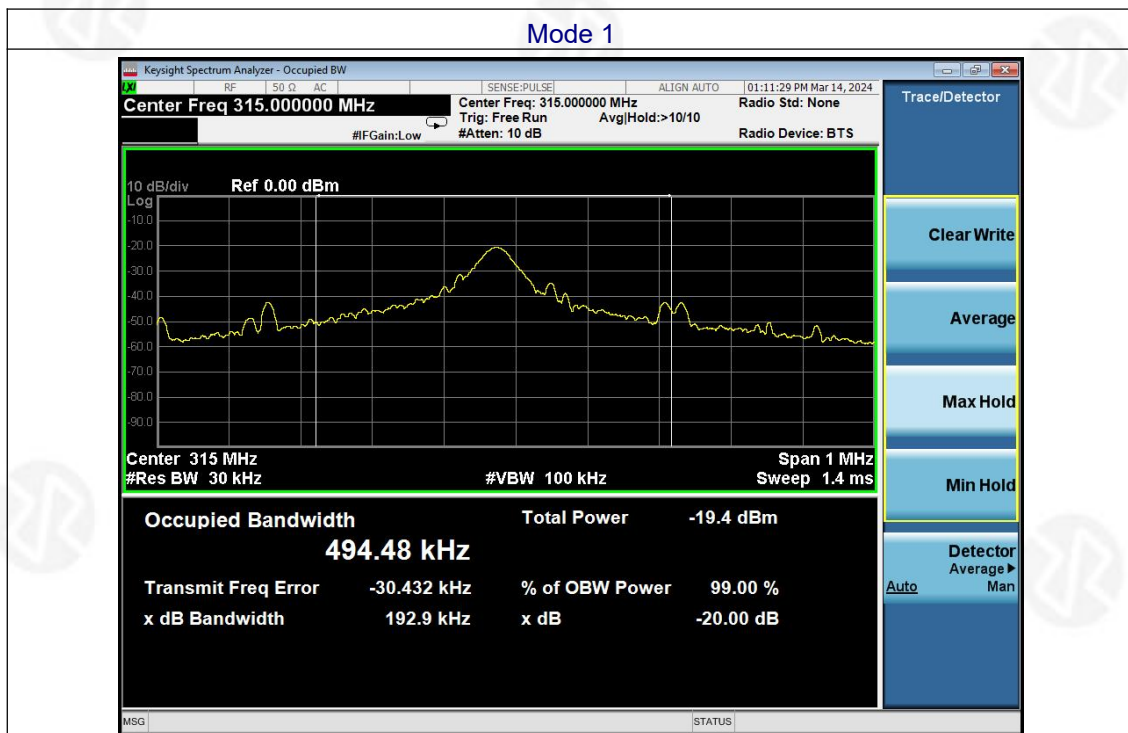 Mode 1
Keysight Spectrum Analyzer - Occupied BW
LXI RF 50 Ω AC SENSE:PULSE ALIGN AUTO 01:11:29 PM Mar 14, 2024
Center Freq 315.000000 MHz
Center Freq: 315.000000 MHz Radio Std: None
Trig: Free Run Avg|Hold:>10/10
#IFGain:Low #Atten: 10 dB Radio Device: BTS
10 dB/div Ref 0.00 dBm
Log
-10.0
-20.0
-30.0
-40.0
-50.0
-60.0
-70.0
-80.0
-90.0
Center 315 MHz Span 1 MHz
#Res BW 30 kHz #VBW 100 kHz Sweep 1.4 ms
Occupied Bandwidth Total Power -19.4 dBm
494.48 kHz
Transmit Freq Error -30.432 kHz % of OBW Power 99.00 %
x dB Bandwidth 192.9 kHz x dB -20.00 dB
MSG STATUS
Trace/Detector
Clear Write
Average
Max Hold
Min Hold
Detector
Average
Auto Man